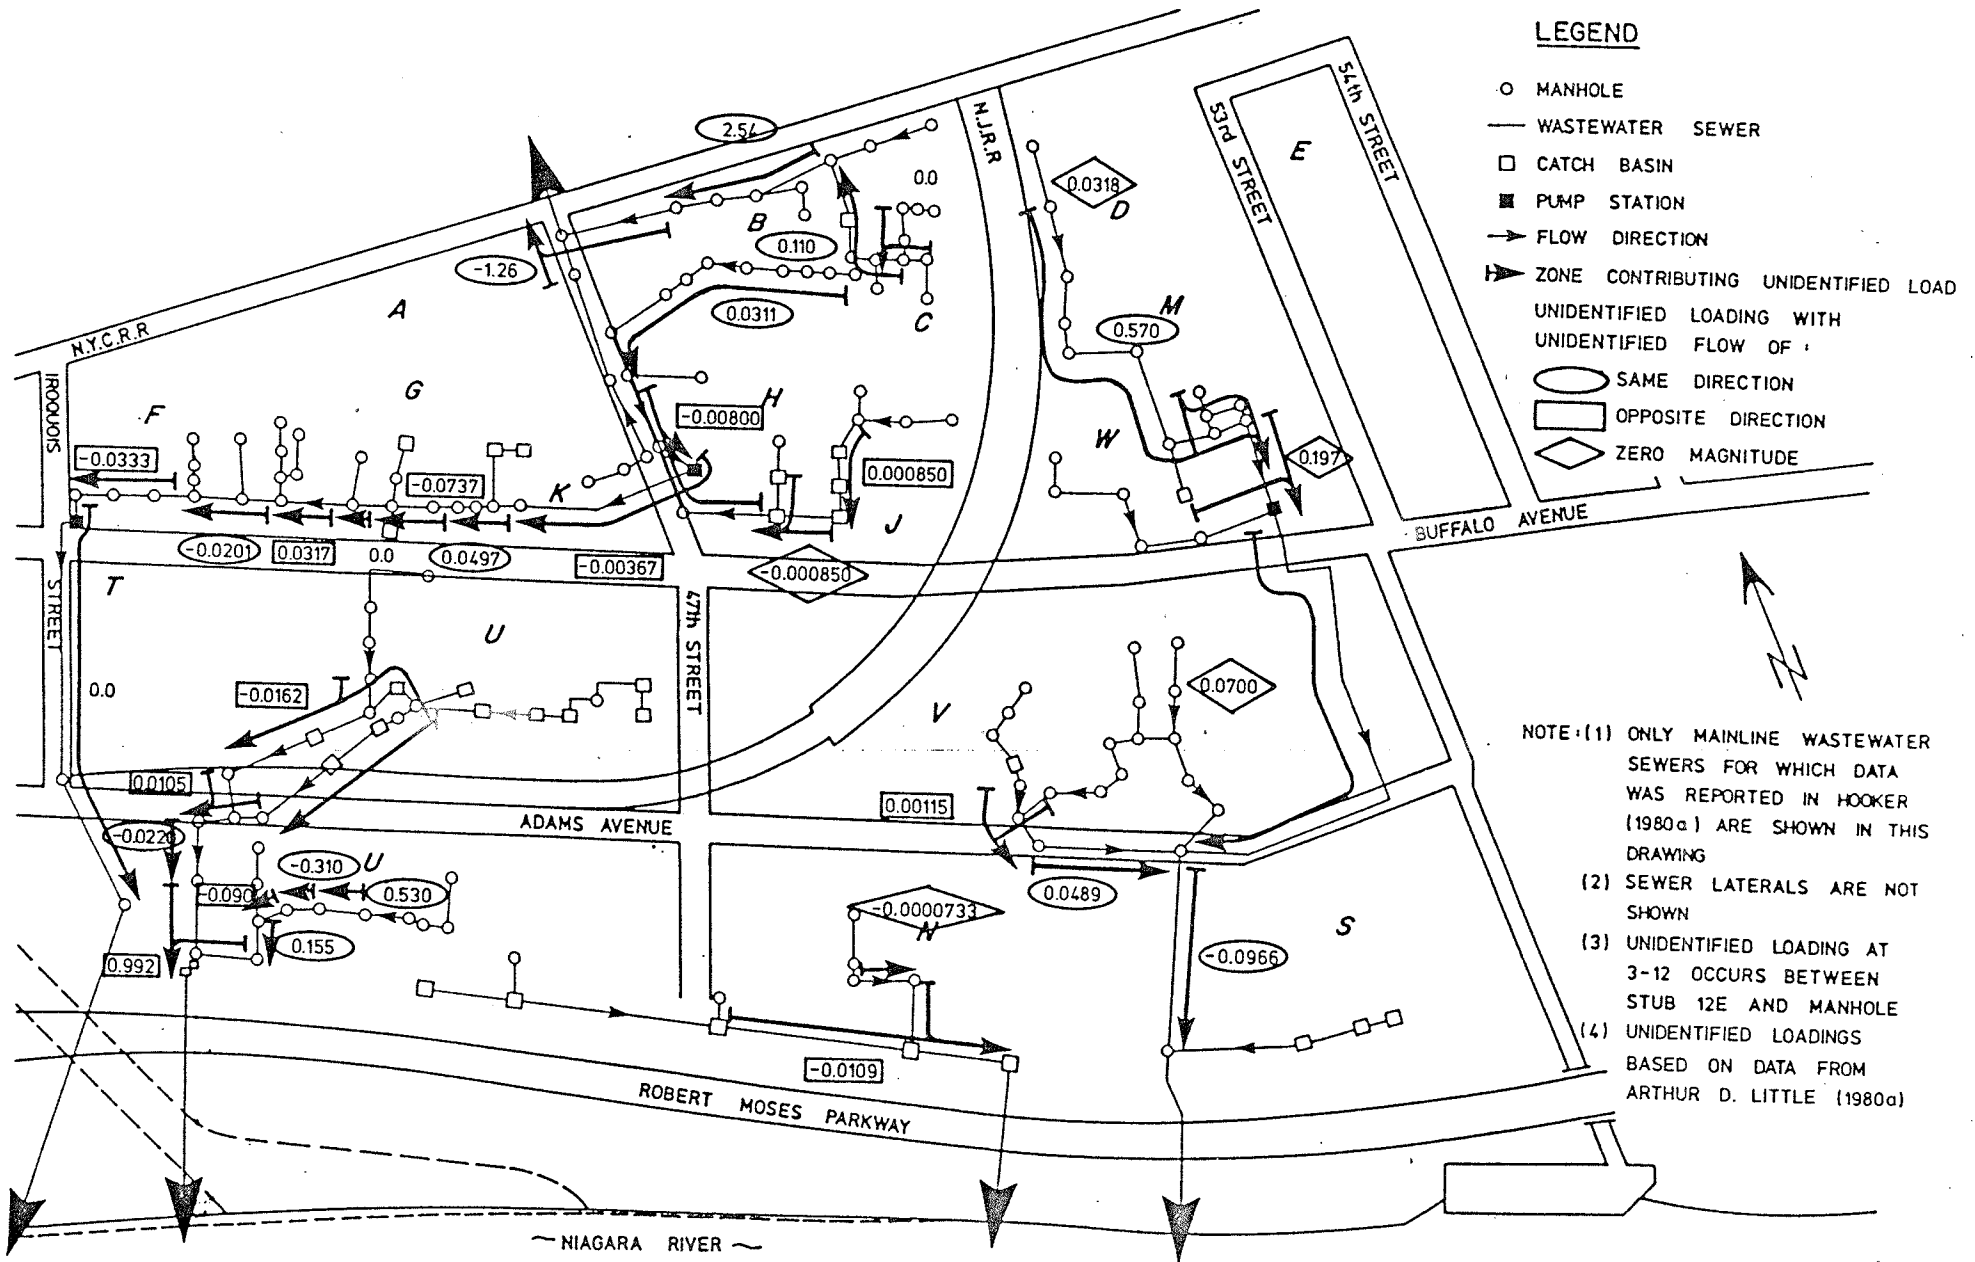 LEGEND
MANHOLE
WASTEWATER SEWER
CATCH BASIN
PUMP STATION
FLOW DIRECTION
ZONE CONTRIBUTING UNIDENTIFIED LOAD
UNIDENTIFIED LOADING WITH
UNIDENTIFIED FLOW OF :
SAME DIRECTION
OPPOSITE DIRECTION
ZERO MAGNITUDE
54th STREET
53rd STREET
E
N.J.R.R
2.54
0.0
0.0318
D
B
0.110
-1.26
A
0.0311
C
M
0.570
N.Y.C.R.R
IROQUOIS
STREET
F
G
H
-0.00800
W
0.197
-0.0333
-0.0737
K
0.000850
J
BUFFALO AVENUE
-0.0201
0.0317
0.0
0.0497
-0.00367
-0.000850
T
U
47th STREET
0.0
-0.0162
V
0.0700
0.0105
0.00115
ADAMS AVENUE
-0.310
U
0.530
0.0489
-0.0000733
N
S
0.155
-0.0966
0.992
-0.0109
ROBERT MOSES PARKWAY
~ NIAGARA RIVER ~
N
NOTE:(1) ONLY MAINLINE WASTEWATER
SEWERS FOR WHICH DATA
WAS REPORTED IN HOOKER
(1980a) ARE SHOWN IN THIS
DRAWING
(2) SEWER LATERALS ARE NOT
SHOWN
(3) UNIDENTIFIED LOADING AT
3-12 OCCURS BETWEEN
STUB 12E AND MANHOLE
(4) UNIDENTIFIED LOADINGS
BASED ON DATA FROM
ARTHUR D. LITTLE (1980a)